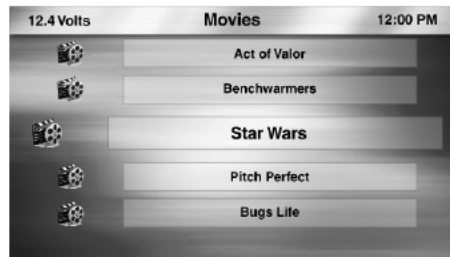 12.4 Volts Movies 12:00 PM
Act of Valor
Benchwarmers
Star Wars
Pitch Perfect
Bugs Life